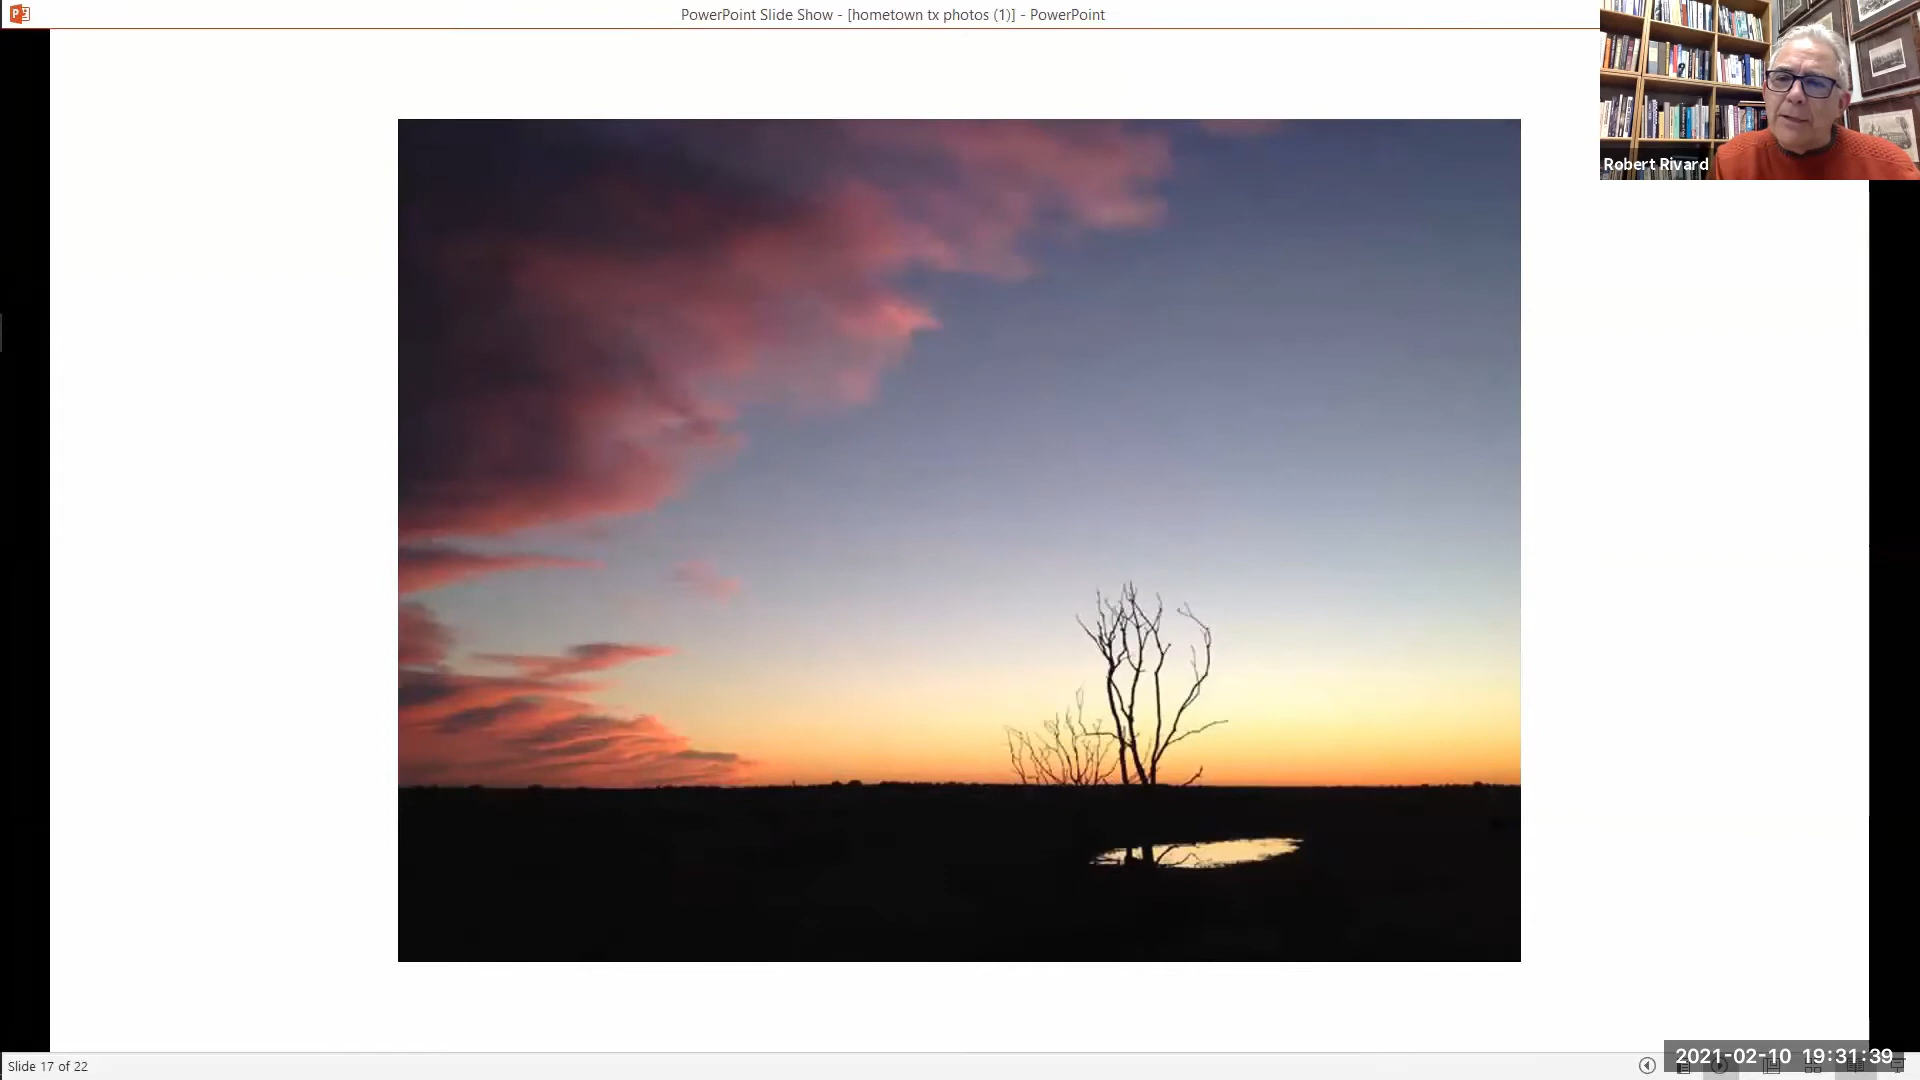 PowerPoint Slide Show - [hometown tx photos (1)] - PowerPoint
Robert Rivard
Slide 17 of 22
2021-02-10 19:31:39